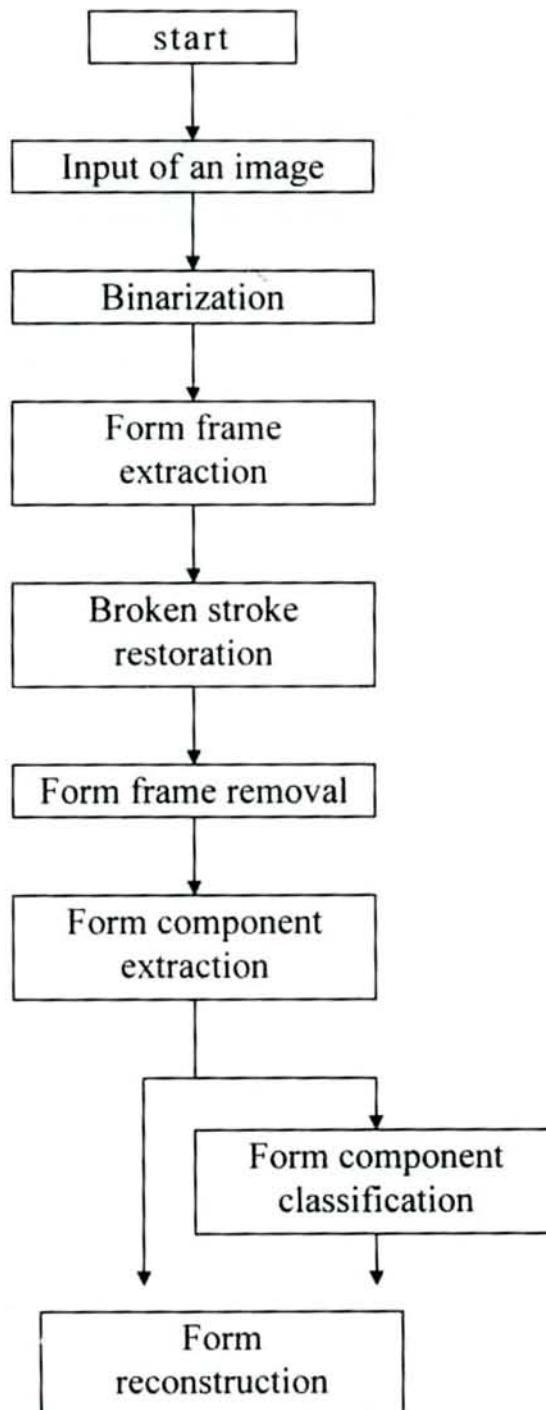 start
Input of an image
Binarization
Form frame
extraction
Broken stroke
restoration
Form frame removal
Form component
extraction
Form component
classification
Form
reconstruction